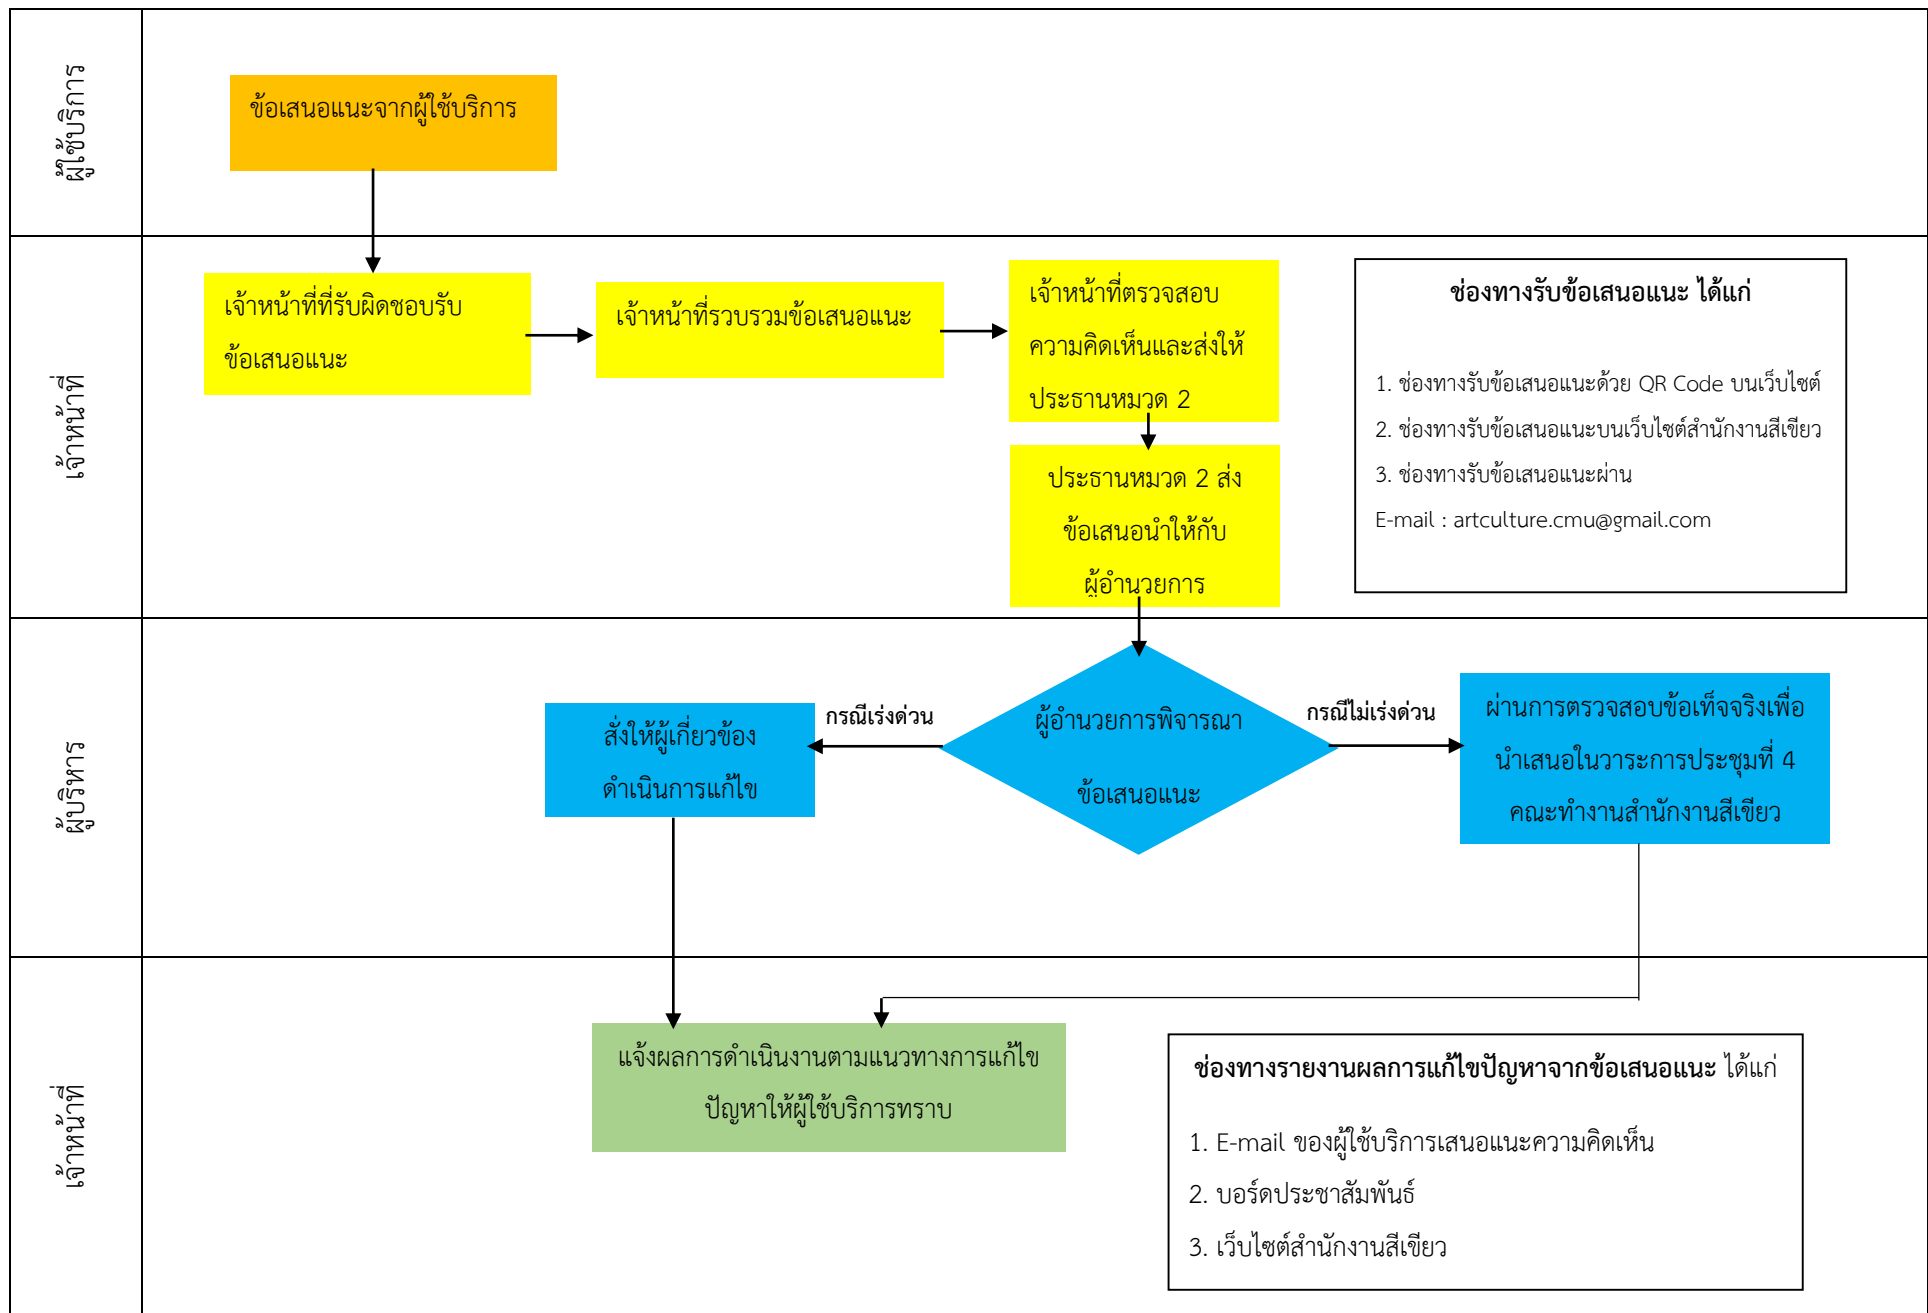 ผู้ใช้บริการ
ข้อเสนอแนะจากผู้ใช้บริการ
เจ้าหน้าที่
เจ้าหน้าที่ที่รับผิดชอบรับ
ข้อเสนอแนะ
เจ้าหน้าที่รวบรวมข้อเสนอแนะ
เจ้าหน้าที่ตรวจสอบ
ความคิดเห็นและส่งให้
ประธานหมวด 2
ประธานหมวด 2 ส่ง
ข้อเสนอนำให้กับ
ผู้อำนวยการ
ช่องทางรับข้อเสนอแนะ ได้แก่
1. ช่องทางรับข้อเสนอแนะด้วย QR Code บนเว็บไซต์
2. ช่องทางรับข้อเสนอแนะบนเว็บไซต์สำนักงานสีเขียว
3. ช่องทางรับข้อเสนอแนะผ่าน
E-mail : artculture.cmu@gmail.com
ผู้บริหาร
สั่งให้ผู้เกี่ยวข้อง
ดำเนินการแก้ไข
กรณีเร่งด่วน
ผู้อำนวยการพิจารณา
ข้อเสนอแนะ
กรณีไม่เร่งด่วน
ผ่านการตรวจสอบข้อเท็จจริงเพื่อ
นำเสนอในวาระการประชุมที่ 4
คณะทำงานสำนักงานสีเขียว
เจ้าหน้าที่
แจ้งผลการดำเนินงานตามแนวทางการแก้ไข
ปัญหาให้ผู้ใช้บริการทราบ
ช่องทางรายงานผลการแก้ไขปัญหาจากข้อเสนอแนะ ได้แก่
1. E-mail ของผู้ใช้บริการเสนอแนะความคิดเห็น
2. บอร์ดประชาสัมพันธ์
3. เว็บไซต์สำนักงานสีเขียว